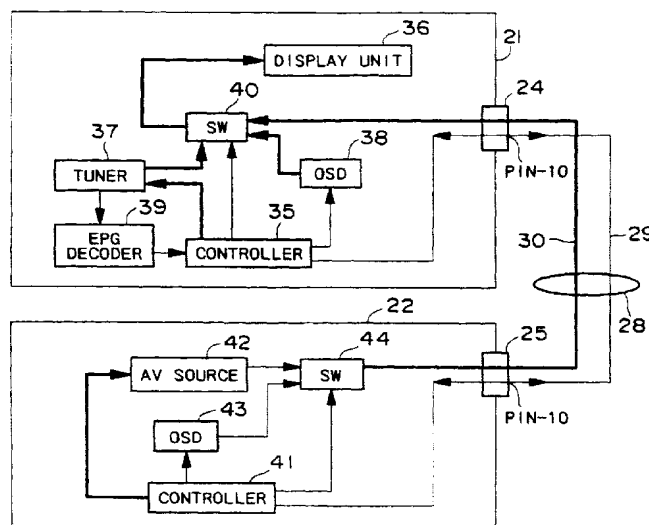 36
21
DISPLAY UNIT
40
24
SW
37
38
TUNER
OSD
PIN-10
39
35
EPG
DECODER
CONTROLLER
30
29
28
22
42
44
25
AV SOURCE
SW
43
OSD
PIN-10
41
CONTROLLER